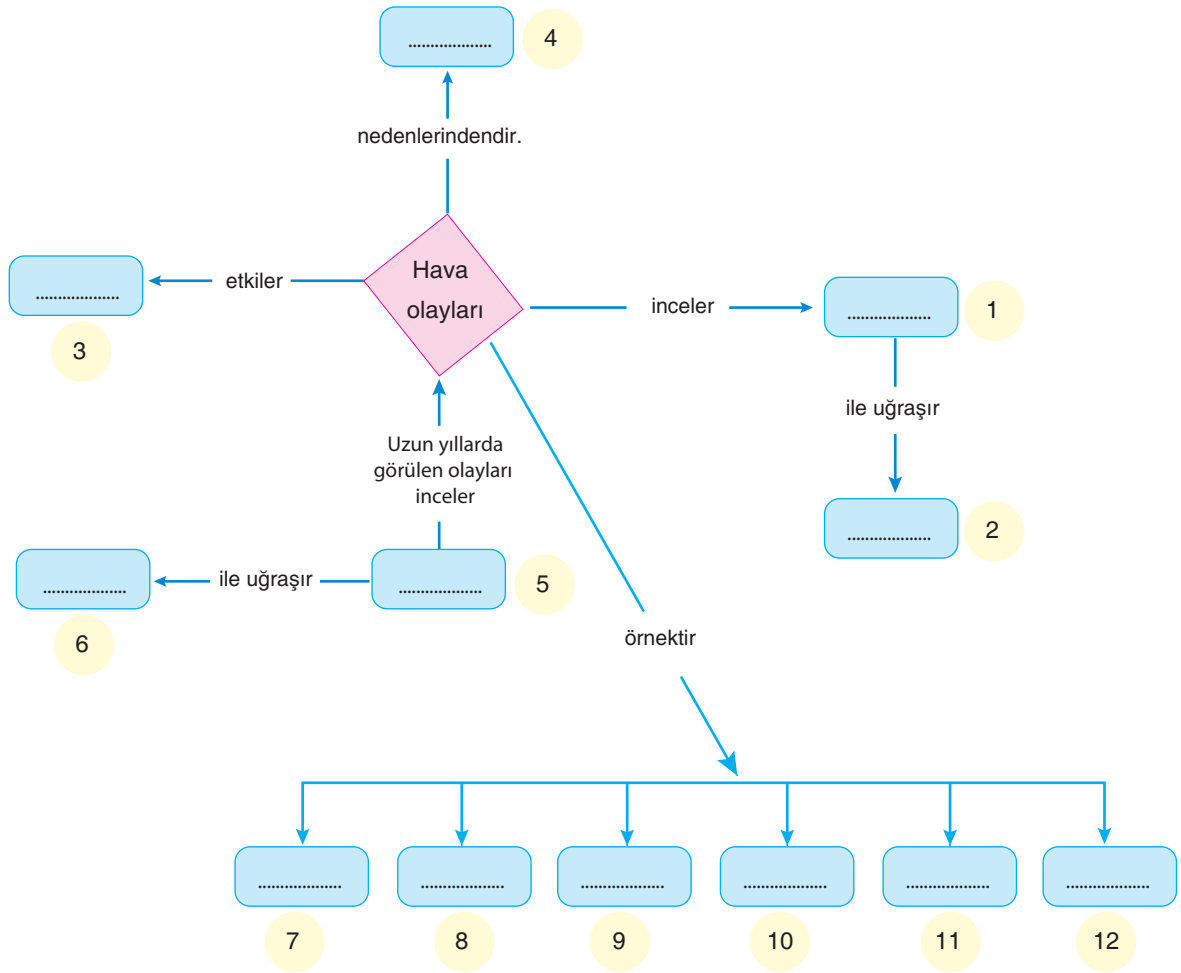 ...................
4
nedenlerindendir.
...................
etkiler
Hava
olayları
inceler
...................
1
3
ile uğraşır
Uzun yıllarda
görülen olayları
inceler
...................
2
...................
ile uğraşır
...................
5
6
örnektir
...................
...................
...................
...................
...................
...................
7
8
9
10
11
12